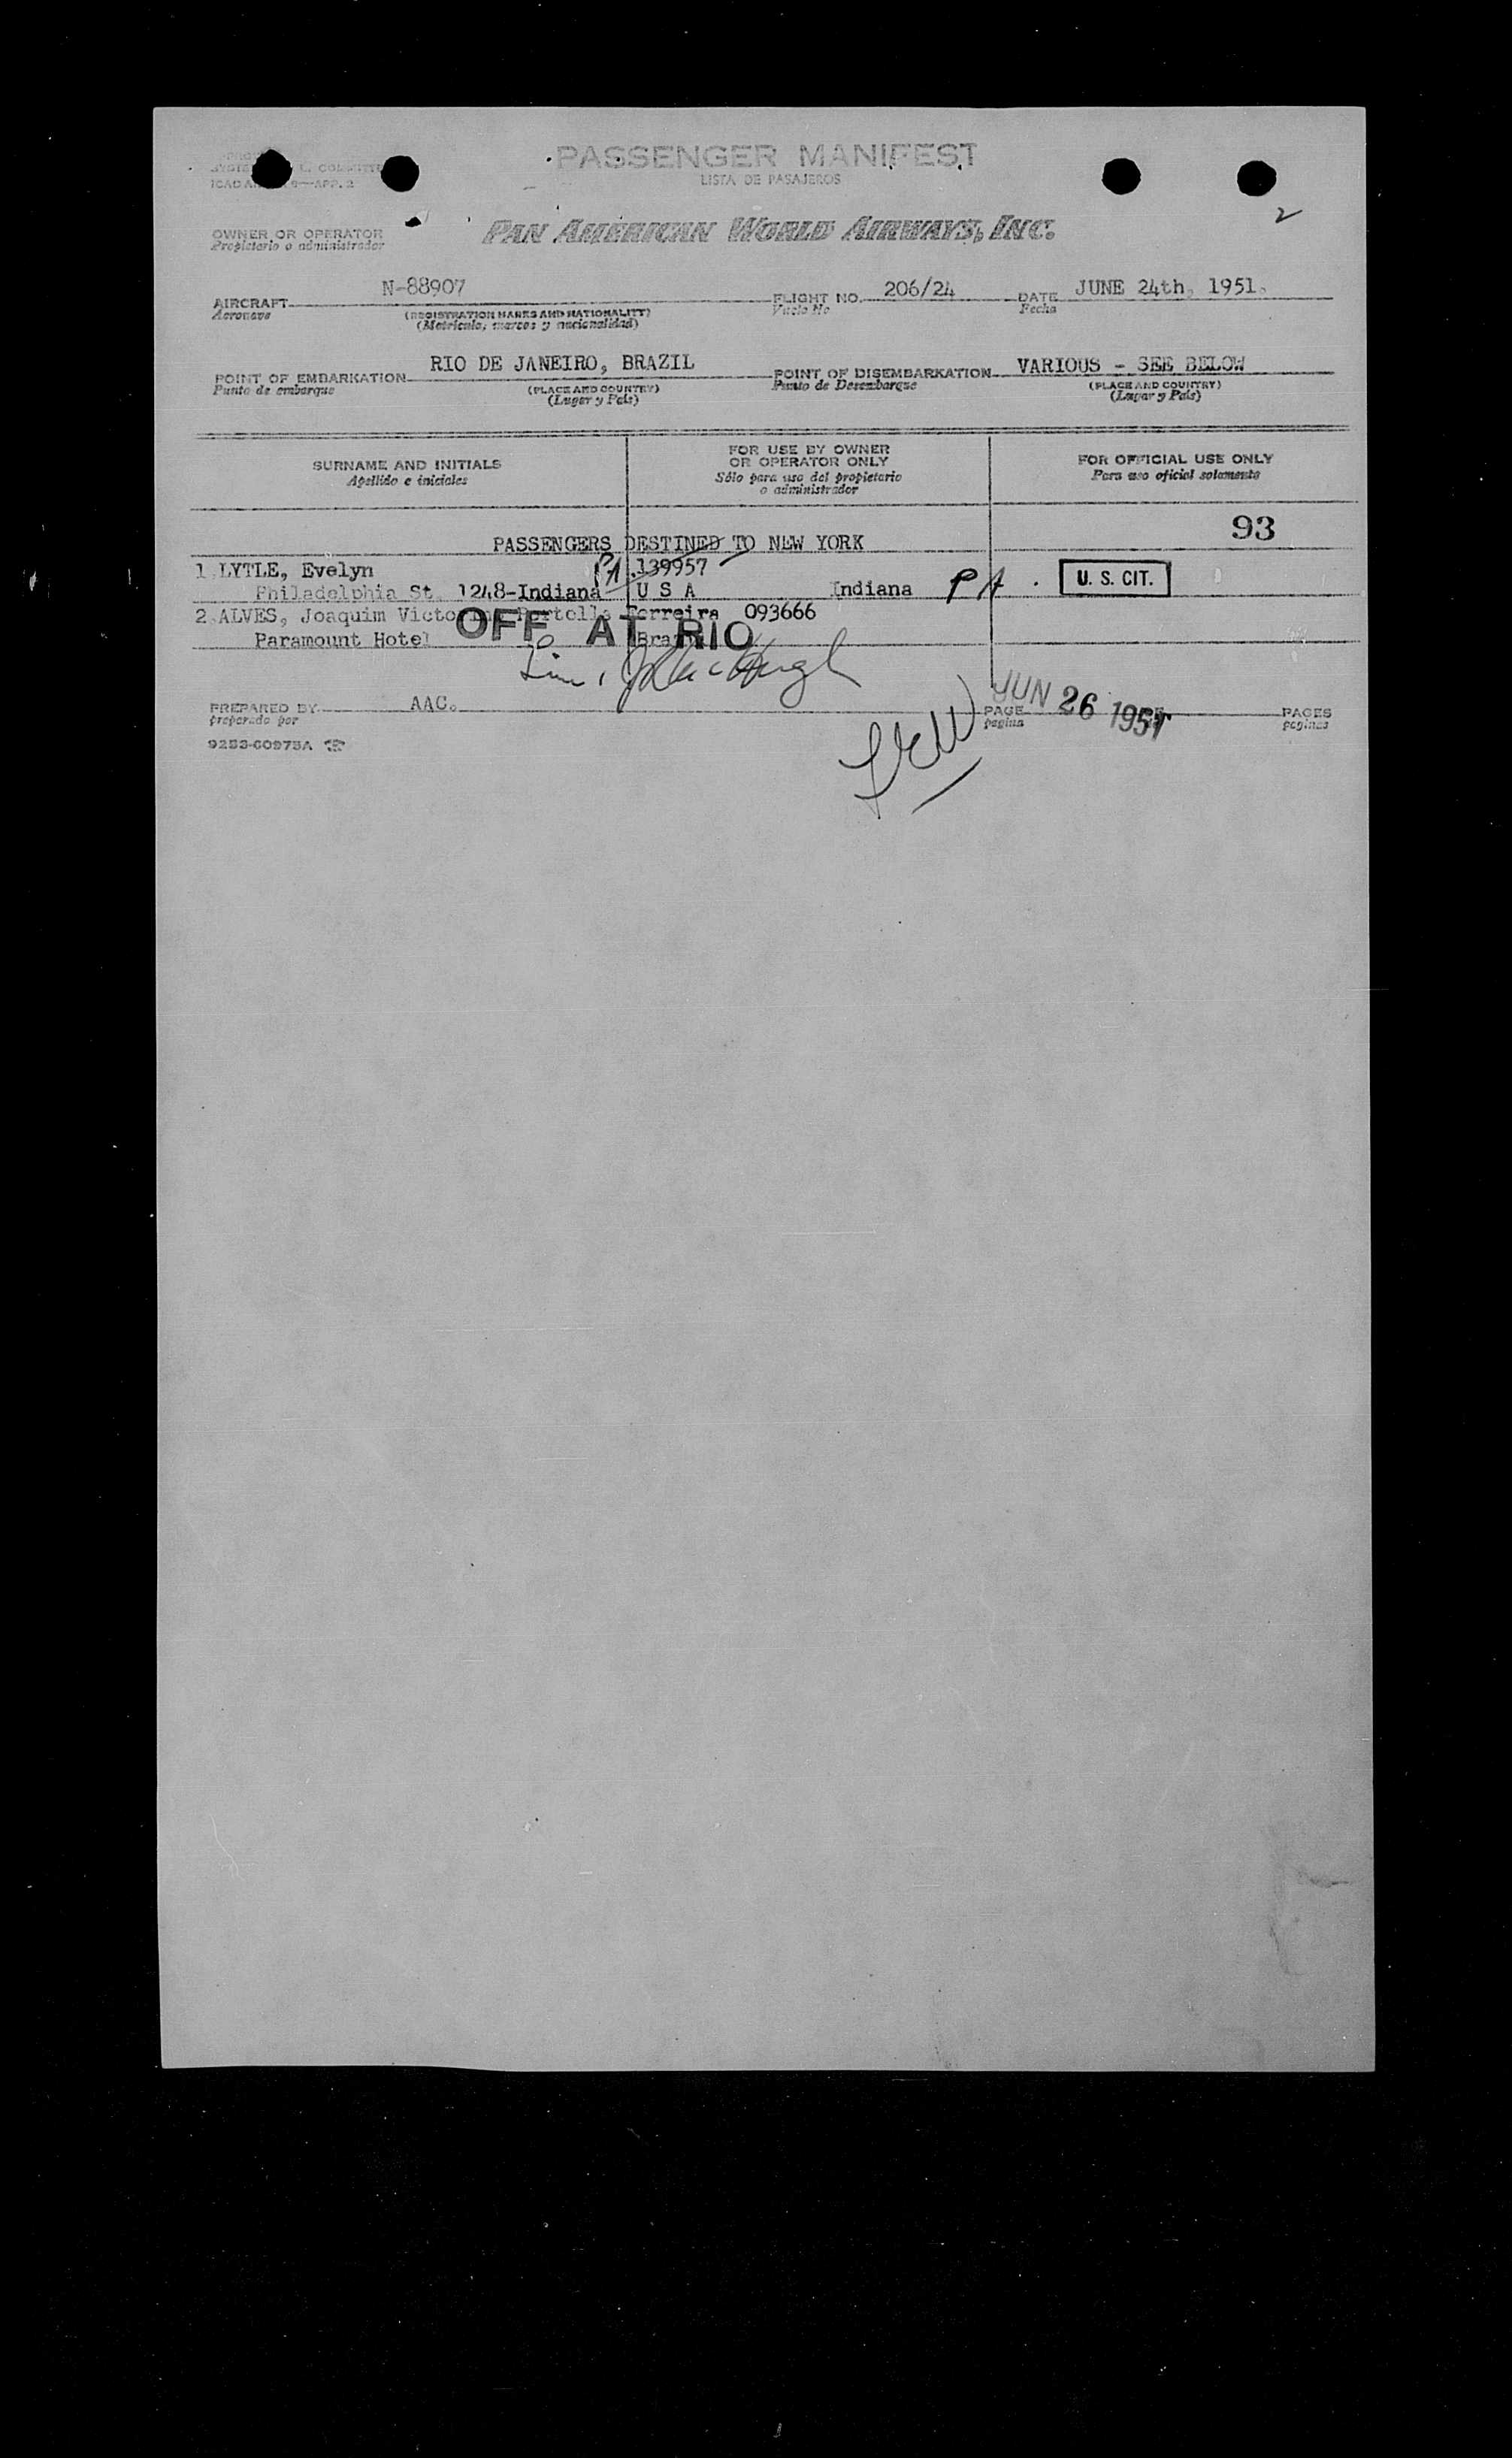 PASSENGER MANIFEST
LISTA DE PASAJEROS
ICAO
APP. 2
2
OWNER OR OPERATOR
Propietario o administrador
PAN AMERICAN WORLD AIRWAYS, INC.
AIRCRAFT N-88907 FLIGHT NO. 206/24 DATE JUNE 24th, 1951.
Aeronave (REGISTRATION MARKS AND NATIONALITY) Vuelo No Fecha
(Matricula, marcas y nacionalidad)
POINT OF EMBARKATION RIO DE JANEIRO, BRAZIL POINT OF DISEMBARKATION VARIOUS - SEE BELOW
Punto de embarque (PLACE AND COUNTRY) Punto de Desembarque (PLACE AND COUNTRY)
(Lugar y Pais) (Lugar y Pais)
SURNAME AND INITIALS
Apellido e iniciales
FOR USE BY OWNER
OR OPERATOR ONLY
Sólo para uso del propietario
o administrador
FOR OFFICIAL USE ONLY
Para uso oficial solamente
93
PASSENGERS DESTINED TO NEW YORK
1 LYTLE, Evelyn PA 139957
Philadelphia St. 1248-Indiana U S A Indiana PA. U. S. CIT.
2 ALVES, Joaquim Portella Ferreira 093666
Paramount Hotel
OFF AT RIO
PREPARED BY AAC. PAGE PAGES
preparado por pagina paginas
JUN 26 1951